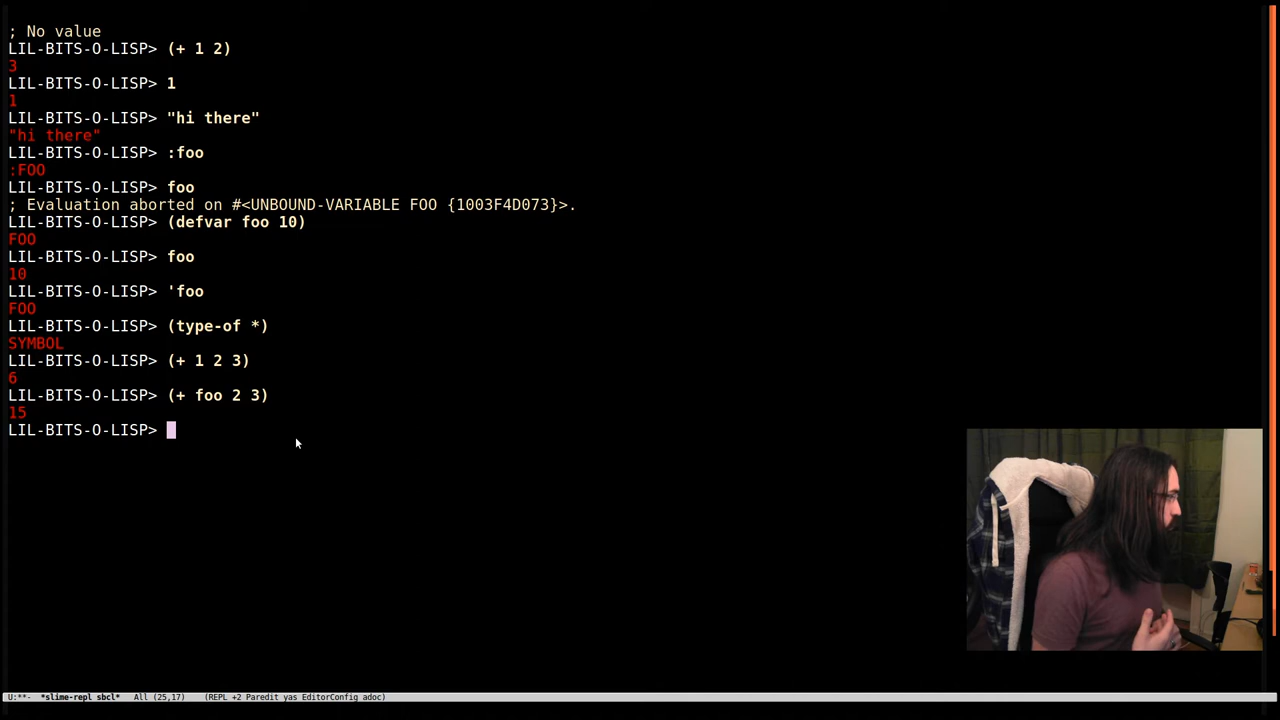 ; No value
LIL-BITS-O-LISP> (+ 1 2)
3
LIL-BITS-O-LISP> 1
1
LIL-BITS-O-LISP> "hi there"
"hi there"
LIL-BITS-O-LISP> :foo
:FOO
LIL-BITS-O-LISP> foo
; Evaluation aborted on #<UNBOUND-VARIABLE FOO {1003F4D073}>.
LIL-BITS-O-LISP> (defvar foo 10)
FOO
LIL-BITS-O-LISP> foo
10
LIL-BITS-O-LISP> 'foo
FOO
LIL-BITS-O-LISP> (type-of *)
SYMBOL
LIL-BITS-O-LISP> (+ 1 2 3)
6
LIL-BITS-O-LISP> (+ foo 2 3)
15
LIL-BITS-O-LISP>
U:**-  *slime-repl sbcl*   All (25,17)   (REPL +2 Paredit yas EditorConfig adoc)